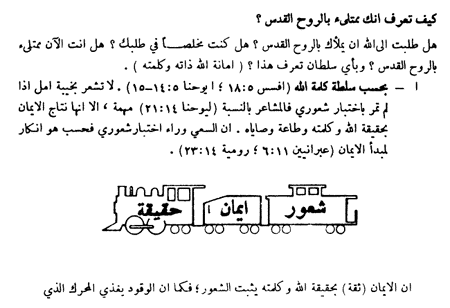 كيف تعرف انك ممتلىء بالروح القدس ؟
هل طلبت الى الله ان يملأك بالروح القدس ؟ هل كنت مخلصاً في طلبك ؟ هل انت الآن ممتلىء
بالروح القدس ؟ وبأي سلطان تعرف هذا ؟ ( امانة الله ذاته وكلمته ) .
١ – بحسب سلطة كلمة الله (افسس ١٨:٥ ؛ ١ يوحنا ١٤:٥-١٥) . لا تشعر بخيبة امل اذا
لم تمر باختبار شعوري فالمشاعر بالنسبة (ليوحنا ٢١:١٤) مهمة ، الا انها نتاج الايمان
بحقيقة الله وكلمته وطاعة وصاياه . ان السعي وراء اختبار شعوري فحسب هو انكار
لمبدأ الايمان (عبرانيين ٦:١١ ؛ رومية ٢٣:١٤) .
حقيقة ايمان شعور
ان الايمان (ثقة) بحقيقة الله وكلمته يثبت الشعور ؛ فكما ان الوقود يغذي المحرك الذي